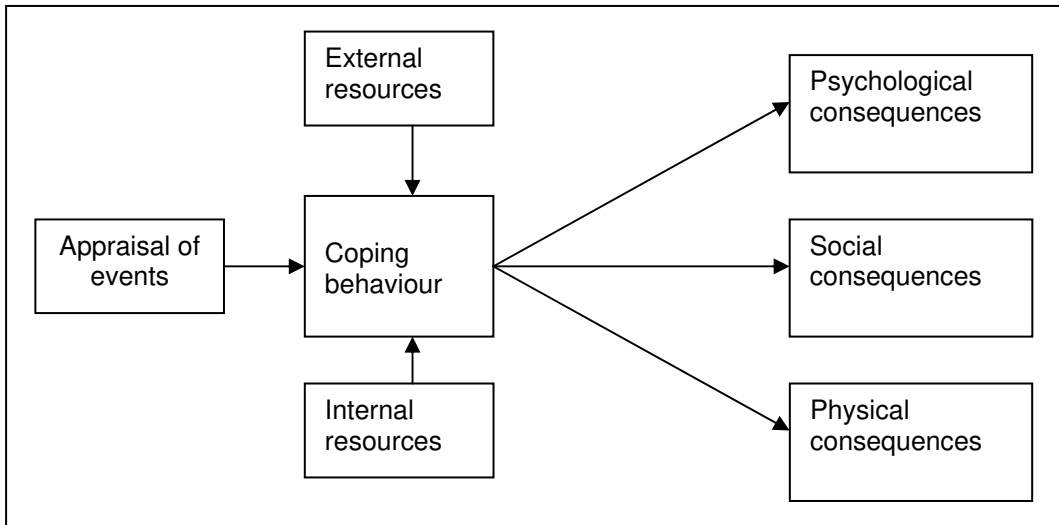 External
resources
Psychological
consequences
Appraisal of
events
Coping
behaviour
Social
consequences
Internal
resources
Physical
consequences